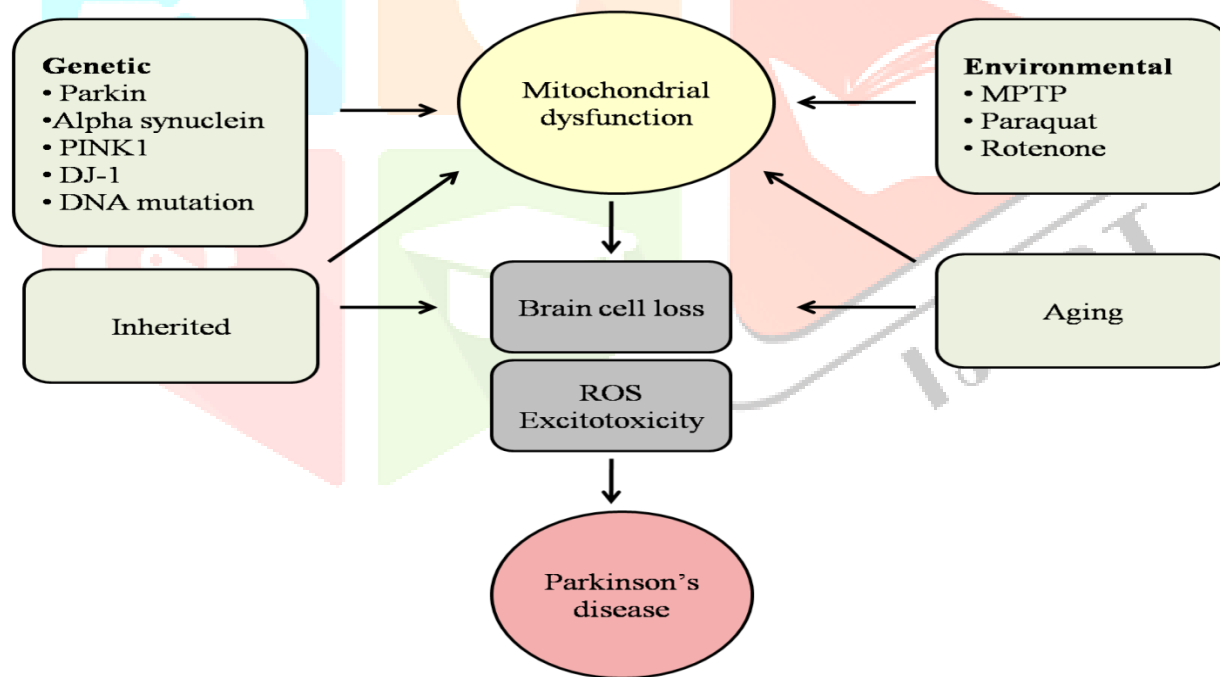 Genetic
• Parkin
•Alpha synuclein
• PINK1
• DJ-1
• DNA mutation
Mitochondrial
dysfunction
Environmental
• MPTP
• Paraquat
• Rotenone
Inherited
Brain cell loss
Aging
ROS
Excitotoxicity
Parkinson’s
disease